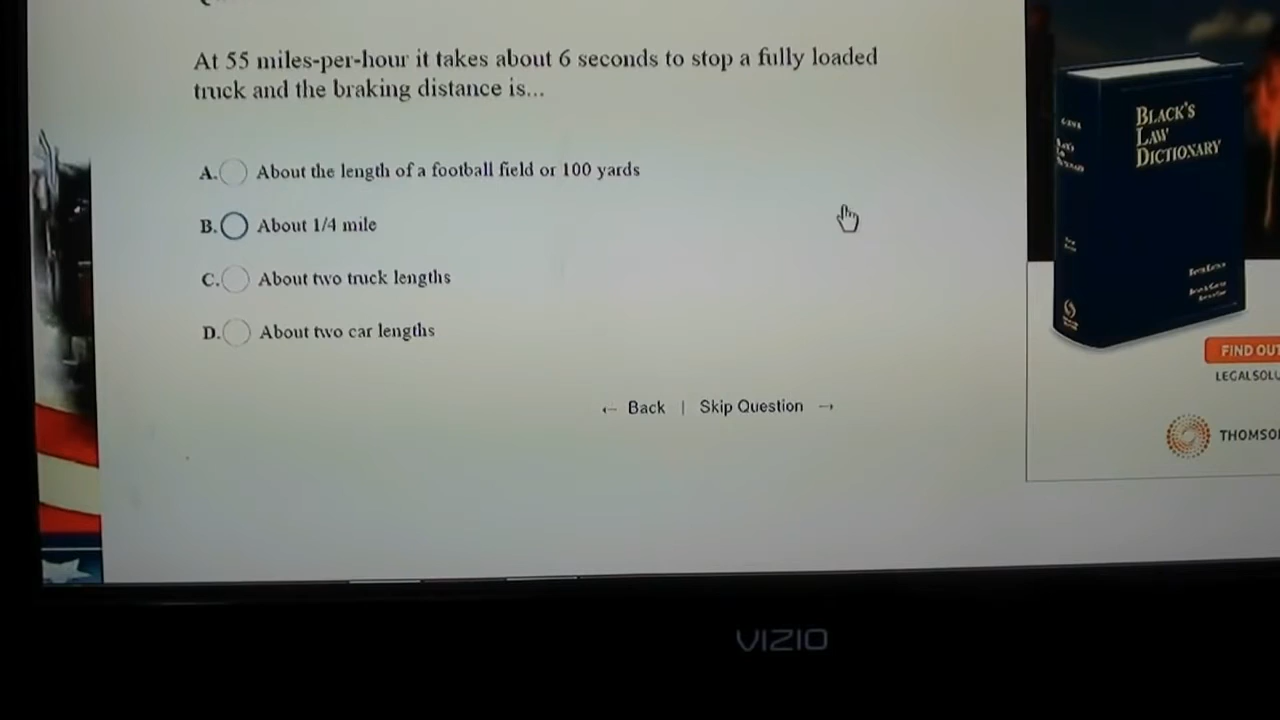 At 55 miles-per-hour it takes about 6 seconds to stop a fully loaded
truck and the braking distance is...
A. About the length of a football field or 100 yards
B. About 1/4 mile
C. About two truck lengths
D. About two car lengths
← Back | Skip Question →
BLACK'S
LAW
DICTIONARY
FIND OU
LEGALSOLU
THOMSO
VIZIO